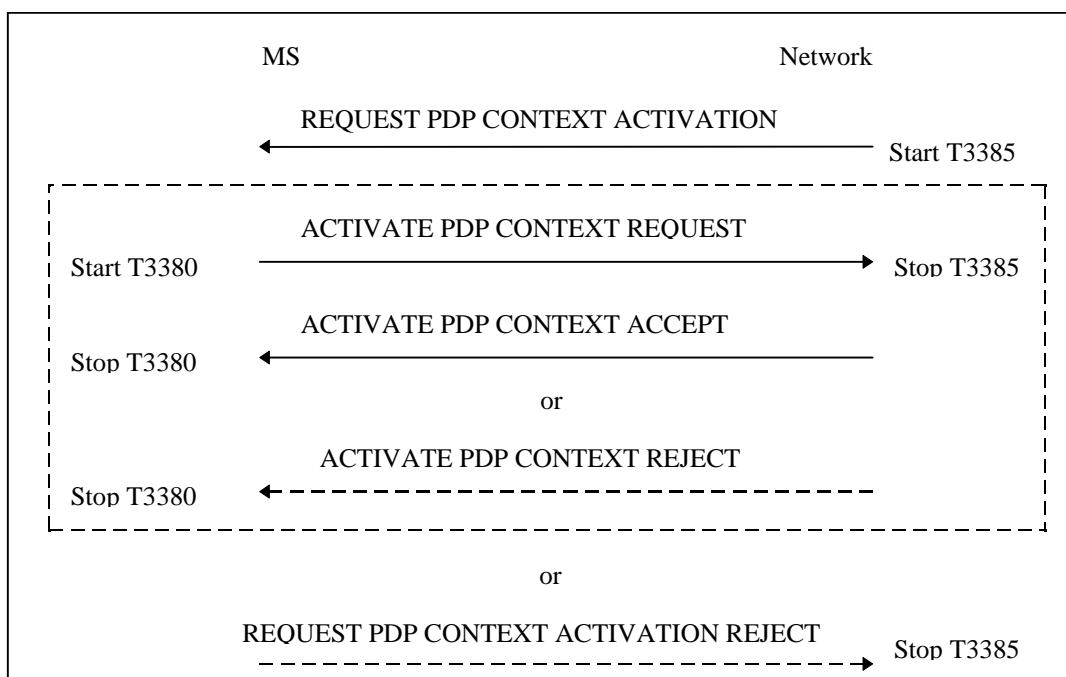 MS Network
REQUEST PDP CONTEXT ACTIVATION
Start T3385
ACTIVATE PDP CONTEXT REQUEST
Start T3380 Stop T3385
ACTIVATE PDP CONTEXT ACCEPT
Stop T3380
or
ACTIVATE PDP CONTEXT REJECT
Stop T3380
or
REQUEST PDP CONTEXT ACTIVATION REJECT
Stop T3385